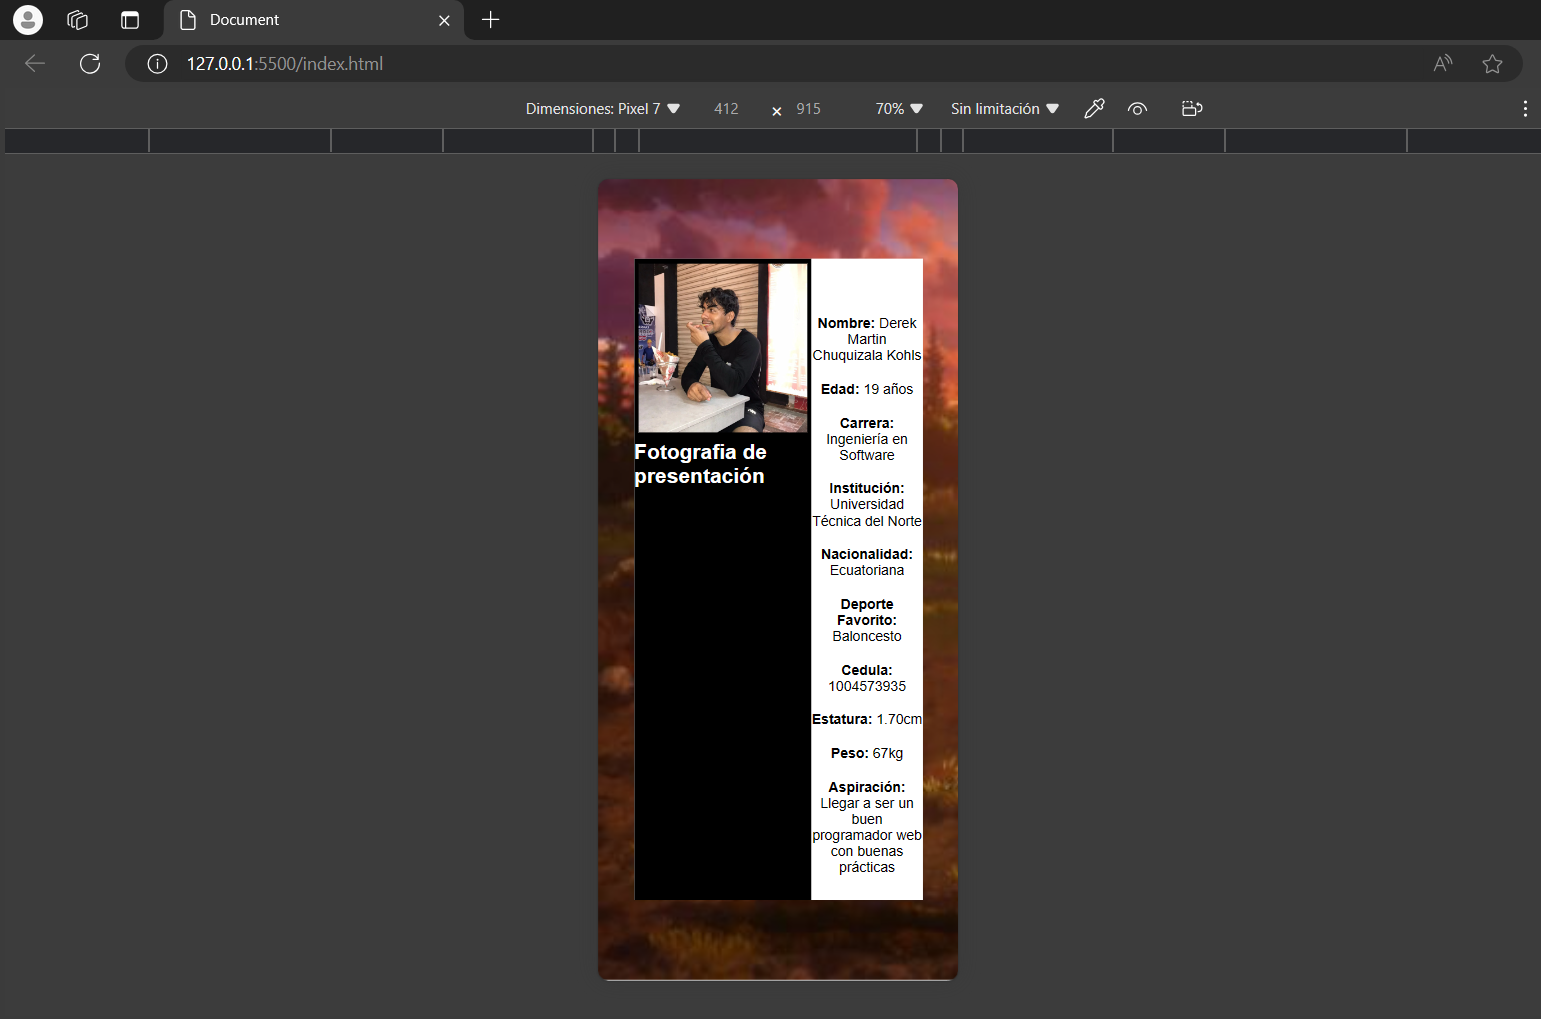 Document
127.0.0.1:5500/index.html
Dimensiones: Pixel 7 412 × 915 70% Sin limitación
Fotografia de
presentación
Nombre: Derek
Martin
Chuquizala Kohls
Edad: 19 años
Carrera:
Ingeniería en
Software
Institución:
Universidad
Técnica del Norte
Nacionalidad:
Ecuatoriana
Deporte
Favorito:
Baloncesto
Cedula:
1004573935
Estatura: 1.70cm
Peso: 67kg
Aspiración:
Llegar a ser un
buen
programador web
con buenas
prácticas